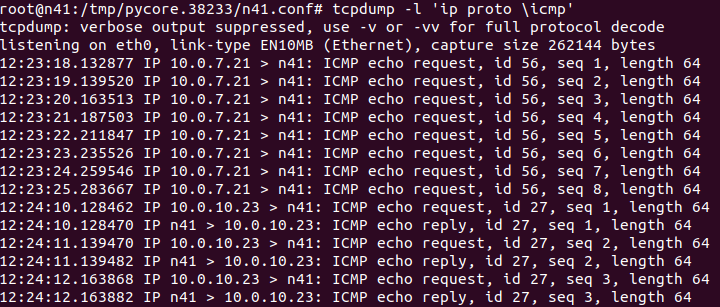 root@n41:/tmp/pycore.38233/n41.conf# tcpdump -l 'ip proto \icmp'
tcpdump: verbose output suppressed, use -v or -vv for full protocol decode
listening on eth0, link-type EN10MB (Ethernet), capture size 262144 bytes
12:23:18.132877 IP 10.0.7.21 > n41: ICMP echo request, id 56, seq 1, length 64
12:23:19.139520 IP 10.0.7.21 > n41: ICMP echo request, id 56, seq 2, length 64
12:23:20.163513 IP 10.0.7.21 > n41: ICMP echo request, id 56, seq 3, length 64
12:23:21.187503 IP 10.0.7.21 > n41: ICMP echo request, id 56, seq 4, length 64
12:23:22.211847 IP 10.0.7.21 > n41: ICMP echo request, id 56, seq 5, length 64
12:23:23.235526 IP 10.0.7.21 > n41: ICMP echo request, id 56, seq 6, length 64
12:23:24.259546 IP 10.0.7.21 > n41: ICMP echo request, id 56, seq 7, length 64
12:23:25.283667 IP 10.0.7.21 > n41: ICMP echo request, id 56, seq 8, length 64
12:24:10.128462 IP 10.0.10.23 > n41: ICMP echo request, id 27, seq 1, length 64
12:24:10.128470 IP n41 > 10.0.10.23: ICMP echo reply, id 27, seq 1, length 64
12:24:11.139470 IP 10.0.10.23 > n41: ICMP echo request, id 27, seq 2, length 64
12:24:11.139482 IP n41 > 10.0.10.23: ICMP echo reply, id 27, seq 2, length 64
12:24:12.163868 IP 10.0.10.23 > n41: ICMP echo request, id 27, seq 3, length 64
12:24:12.163882 IP n41 > 10.0.10.23: ICMP echo reply, id 27, seq 3, length 64